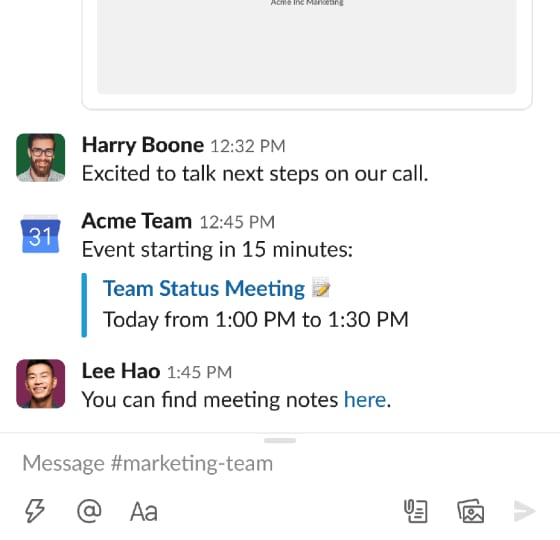 Acme Inc Marketing
Harry Boone 12:32 PM
Excited to talk next steps on our call.
31
Acme Team 12:45 PM
Event starting in 15 minutes:
Team Status Meeting 📝
Today from 1:00 PM to 1:30 PM
Lee Hao 1:45 PM
You can find meeting notes here.
Message #marketing-team
@ Aa